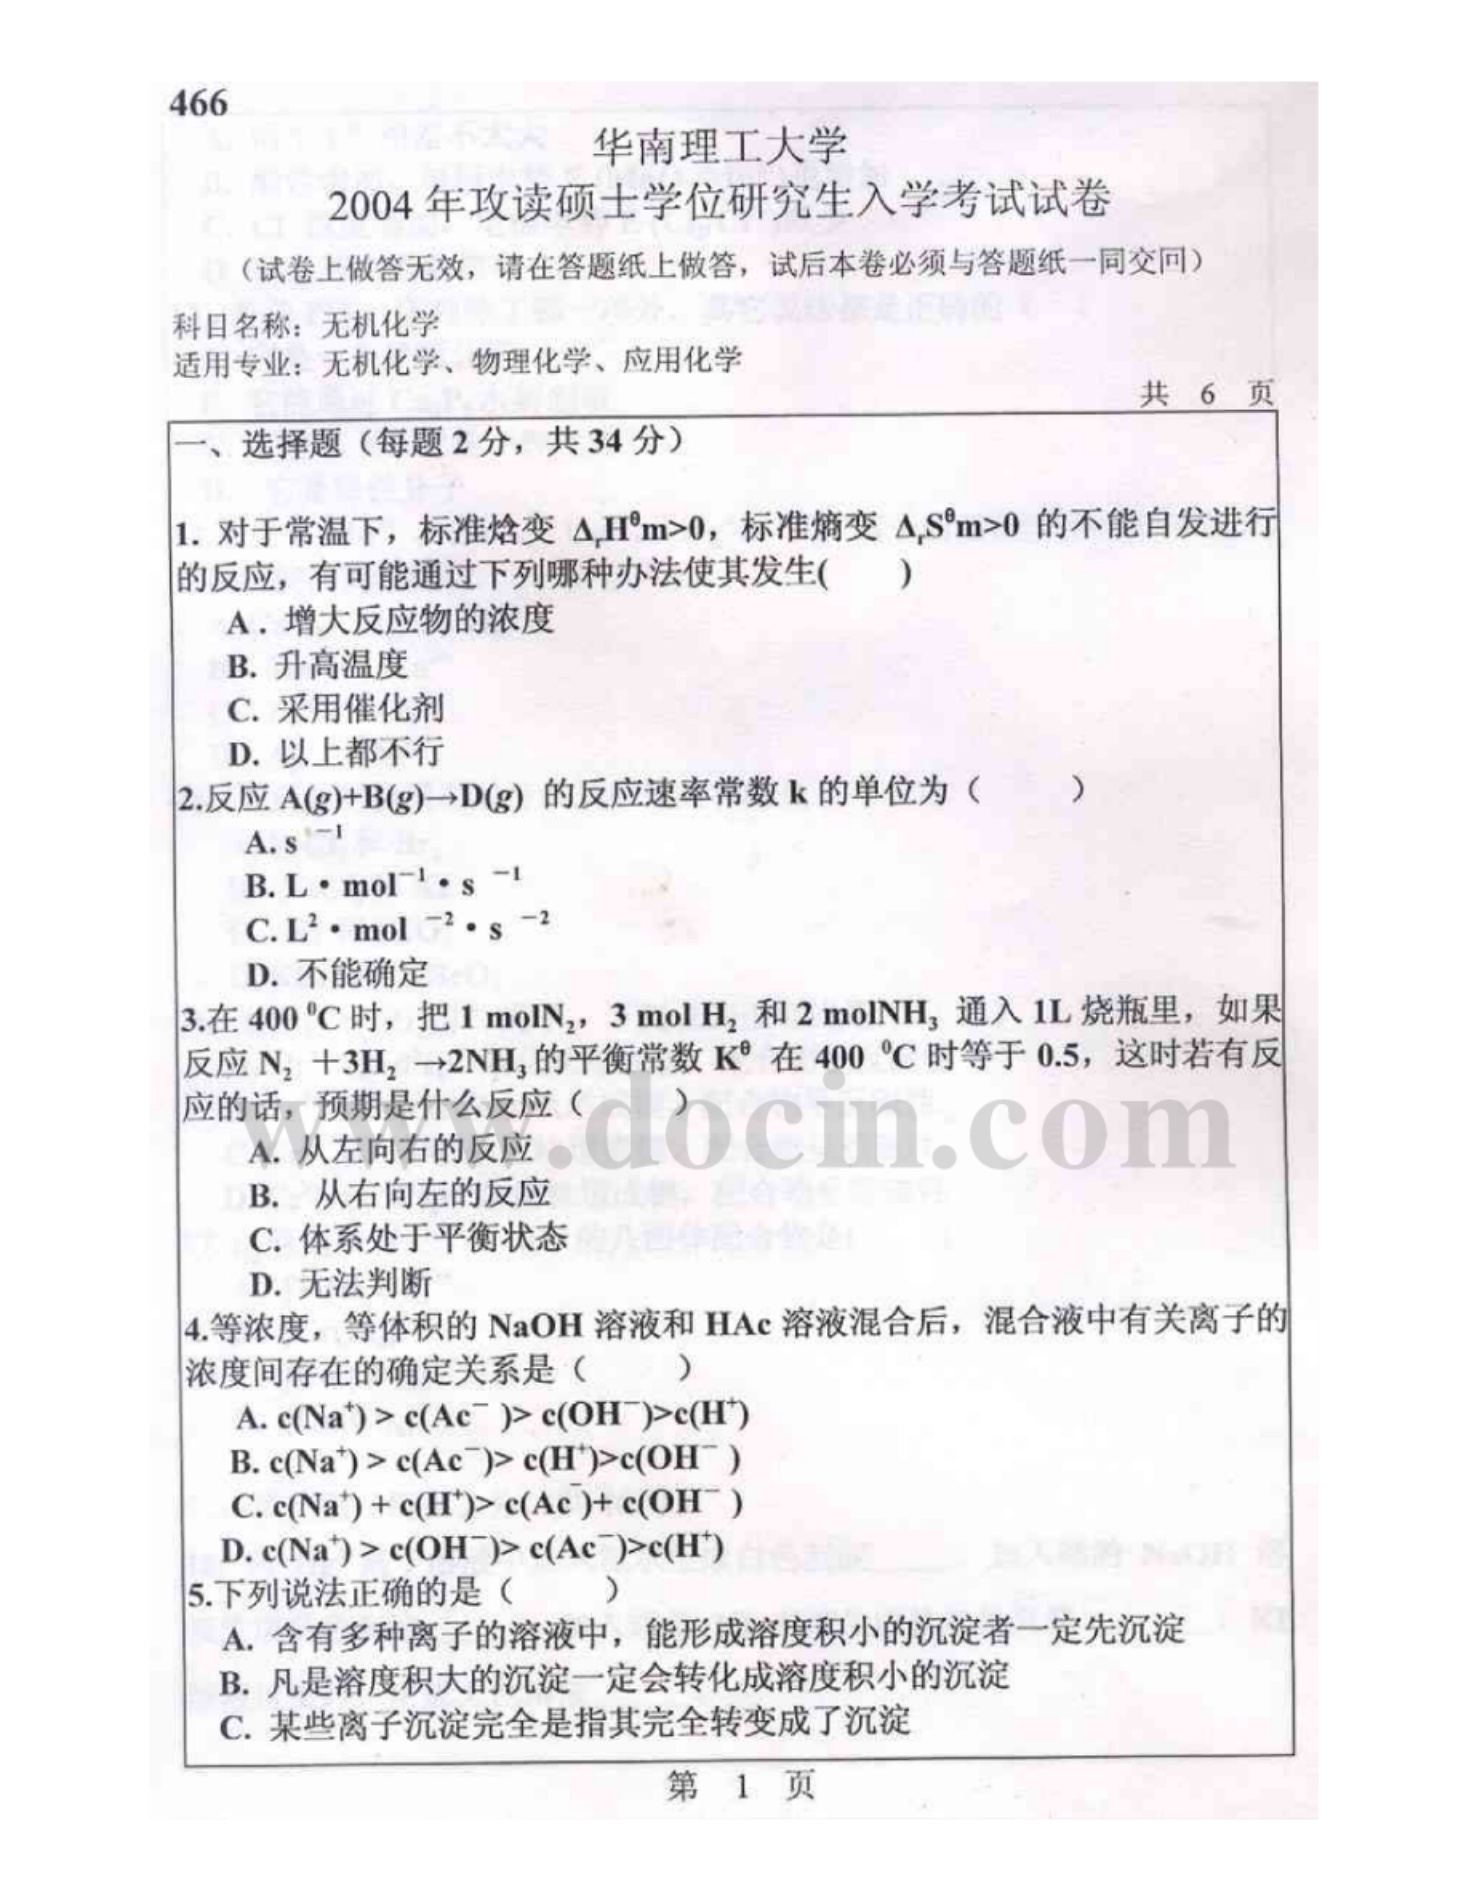 466
华南理工大学
2004 年攻读硕士学位研究生入学考试试卷
（试卷上做答无效，请在答题纸上做答，试后本卷必须与答题纸一同交回）
科目名称：无机化学
适用专业：无机化学、物理化学、应用化学
共 6 页
一、选择题（每题 2 分，共 34 分）
1. 对于常温下，标准焓变 ΔrHθm>0，标准熵变 ΔrSθm>0 的不能自发进行
的反应，有可能通过下列哪种办法使其发生(    )
A . 增大反应物的浓度
B. 升高温度
C. 采用催化剂
D. 以上都不行
2.反应 A(g)+B(g)→D(g) 的反应速率常数 k 的单位为（    ）
A. s⁻¹
B. L·mol⁻¹·s⁻¹
C. L²·mol⁻²·s⁻²
D. 不能确定
3.在 400 ⁰C 时，把 1 molN₂，3 mol H₂ 和 2 molNH₃ 通入 1L 烧瓶里，如果
反应 N₂ ＋3H₂ →2NH₃ 的平衡常数 Kθ 在 400 ⁰C 时等于 0.5，这时若有反
应的话，预期是什么反应（    ）
www.docin.com
A. 从左向右的反应
B. 从右向左的反应
C. 体系处于平衡状态
D. 无法判断
4.等浓度，等体积的 NaOH 溶液和 HAc 溶液混合后，混合液中有关离子的
浓度间存在的确定关系是（    ）
A. c(Na⁺) > c(Ac⁻ )> c(OH⁻)>c(H⁺)
B. c(Na⁺) > c(Ac⁻)> c(H⁺)>c(OH⁻ )
C. c(Na⁺) + c(H⁺)> c(Ac⁻)+ c(OH⁻ )
D. c(Na⁺) > c(OH⁻)> c(Ac⁻)>c(H⁺)
5.下列说法正确的是（    ）
A. 含有多种离子的溶液中，能形成溶度积小的沉淀者一定先沉淀
B. 凡是溶度积大的沉淀一定会转化成溶度积小的沉淀
C. 某些离子沉淀完全是指其完全转变成了沉淀
第 1 页